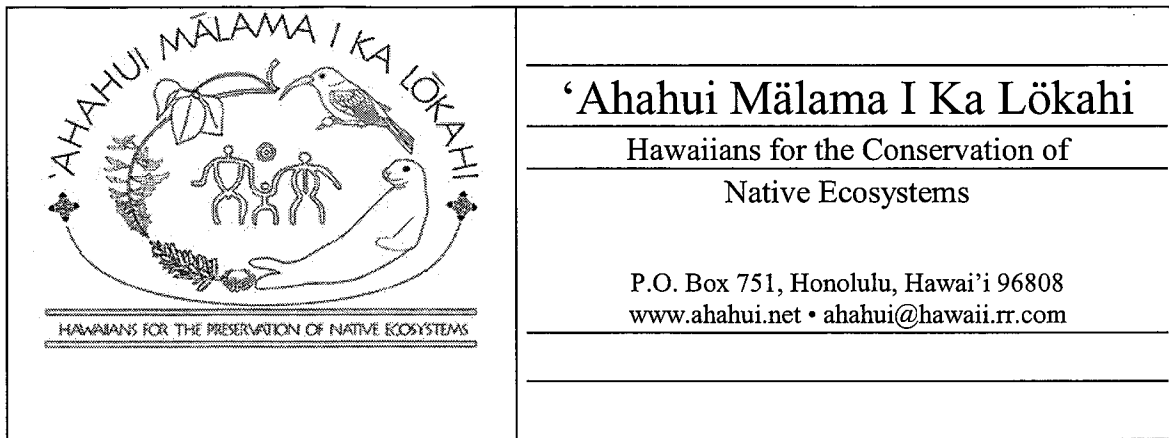 'AHAHUI MĀLAMA I KA LŌKAHI
HAWAIIANS FOR THE PRESERVATION OF NATIVE ECOSYSTEMS
‘Ahahui Mälama I Ka Lökahi
Hawaiians for the Conservation of
Native Ecosystems
P.O. Box 751, Honolulu, Hawai’i 96808
www.ahahui.net • ahahui@hawaii.rr.com